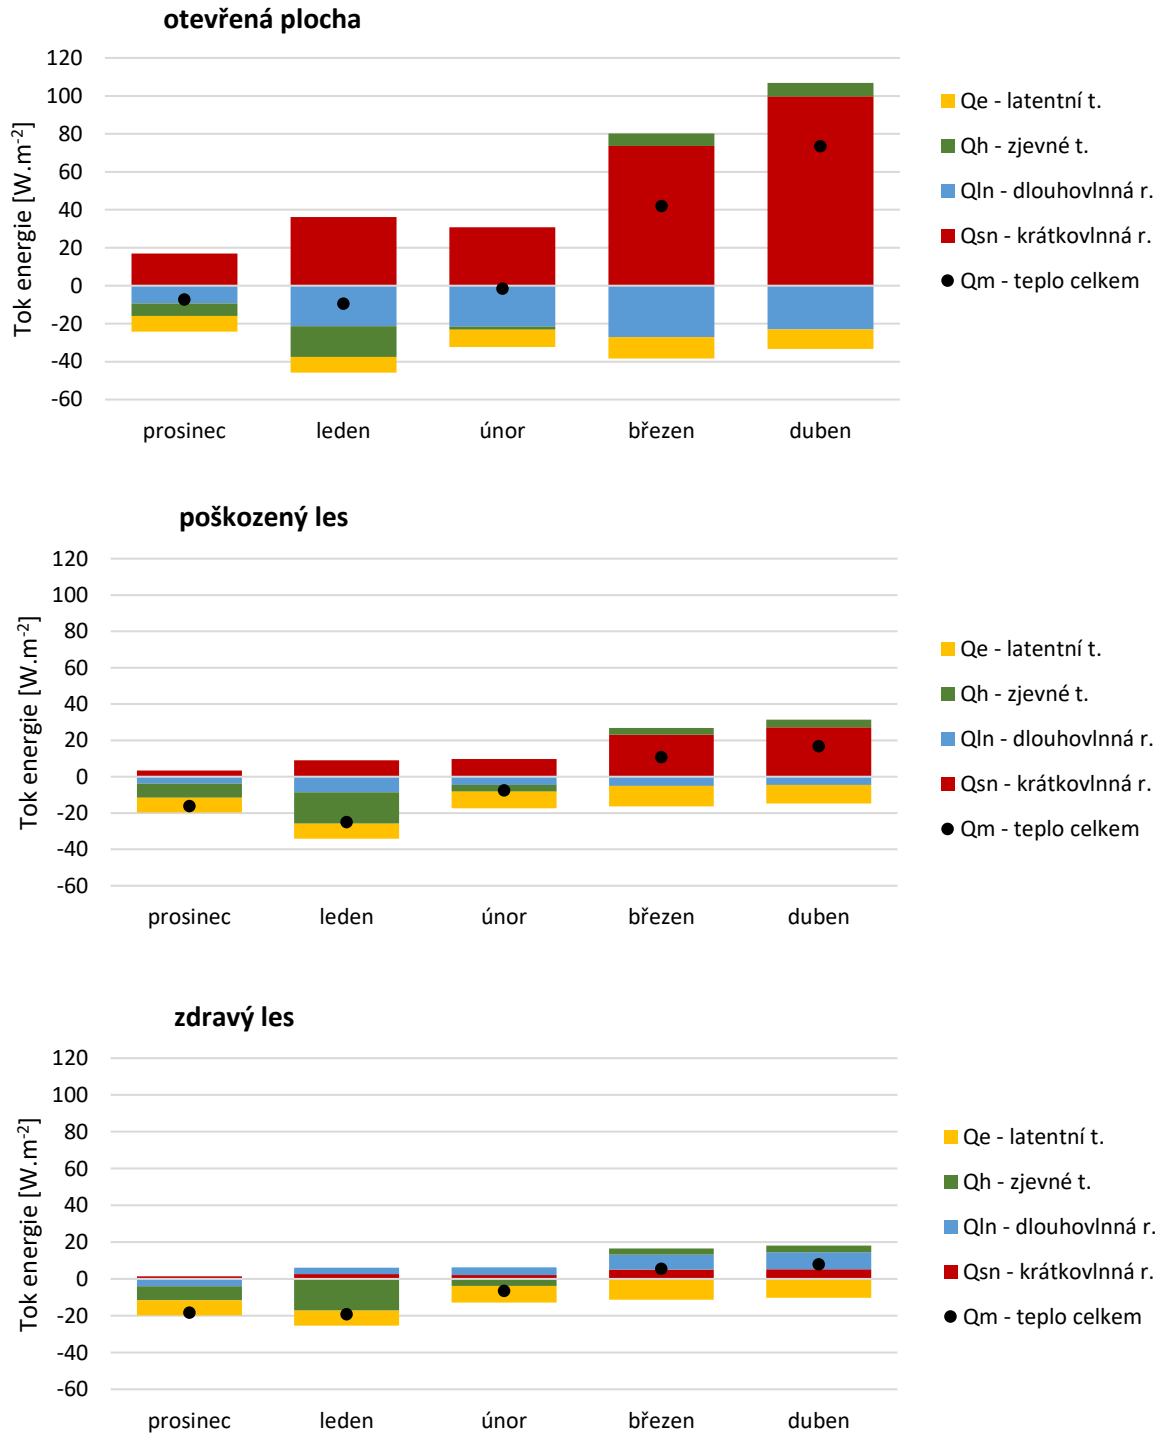 otevřená plocha
120
100
80
60
40
20
0
-20
-40
-60
Tok energie [W.m-2]
prosinec leden únor březen duben
Qe - latentní t.
Qh - zjevné t.
Qln - dlouhovlnná r.
Qsn - krátkovlnná r.
Qm - teplo celkem
poškozený les
120
100
80
60
40
20
0
-20
-40
-60
Tok energie [W.m-2]
prosinec leden únor březen duben
Qe - latentní t.
Qh - zjevné t.
Qln - dlouhovlnná r.
Qsn - krátkovlnná r.
Qm - teplo celkem
zdravý les
120
100
80
60
40
20
0
-20
-40
-60
Tok energie [W.m-2]
prosinec leden únor březen duben
Qe - latentní t.
Qh - zjevné t.
Qln - dlouhovlnná r.
Qsn - krátkovlnná r.
Qm - teplo celkem